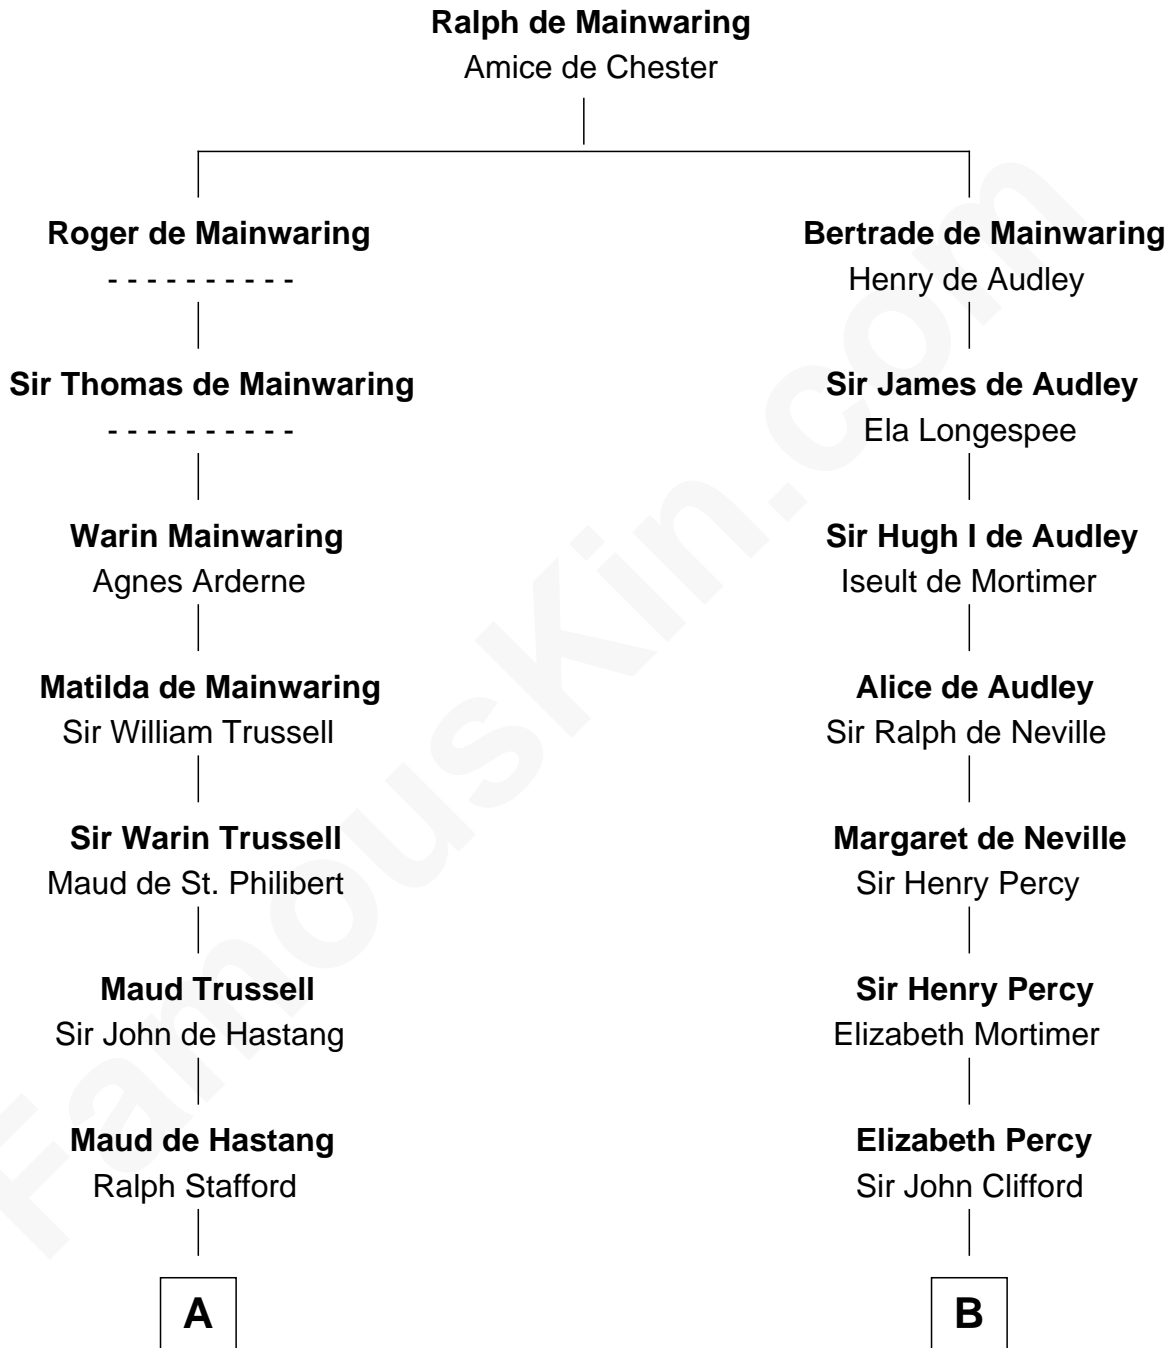 Ralph de Mainwaring
Amice de Chester
Roger de Mainwaring
- - - - - - - - - -
Sir Thomas de Mainwaring
- - - - - - - - - -
Warin Mainwaring
Agnes Arderne
Matilda de Mainwaring
Sir William Trussell
Sir Warin Trussell
Maud de St. Philibert
Maud Trussell
Sir John de Hastang
Maud de Hastang
Ralph Stafford
A
Bertrade de Mainwaring
Henry de Audley
Sir James de Audley
Ela Longespee
Sir Hugh I de Audley
Iseult de Mortimer
Alice de Audley
Sir Ralph de Neville
Margaret de Neville
Sir Henry Percy
Sir Henry Percy
Elizabeth Mortimer
Elizabeth Percy
Sir John Clifford
B
FamousKin.com